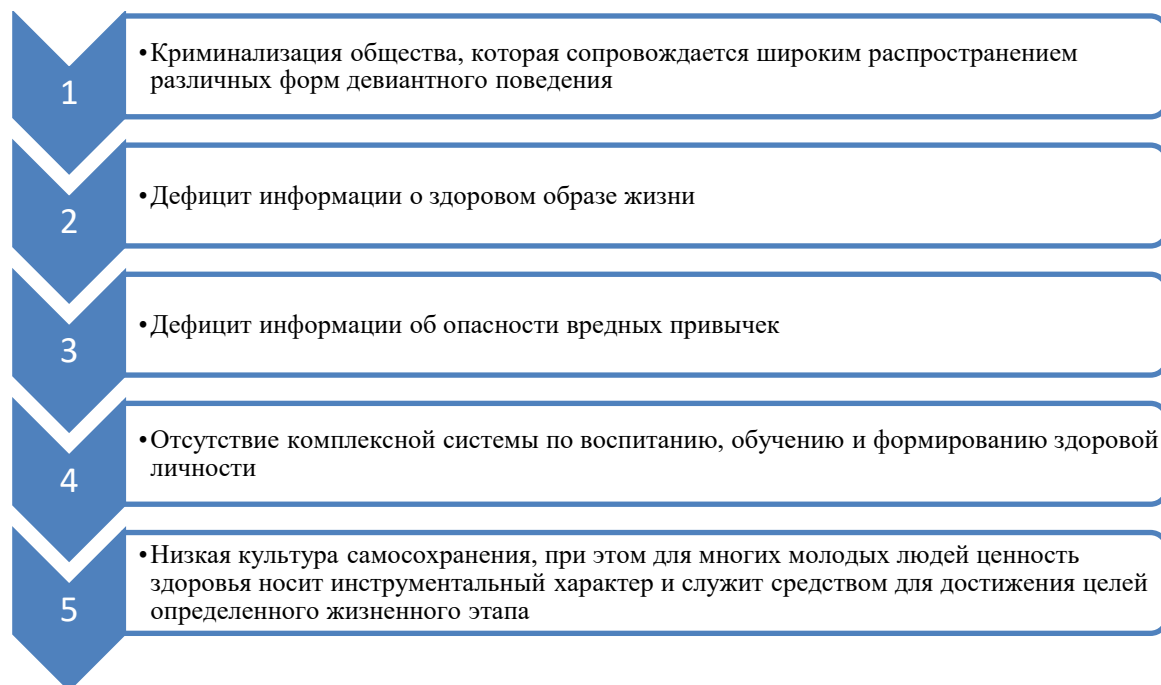 1
•Криминализация общества, которая сопровождается широким распространением
различных форм девиантного поведения
2
•Дефицит информации о здоровом образе жизни
3
•Дефицит информации об опасности вредных привычек
4
•Отсутствие комплексной системы по воспитанию, обучению и формированию здоровой
личности
5
•Низкая культура самосохранения, при этом для многих молодых людей ценность
здоровья носит инструментальный характер и служит средством для достижения целей
определенного жизненного этапа